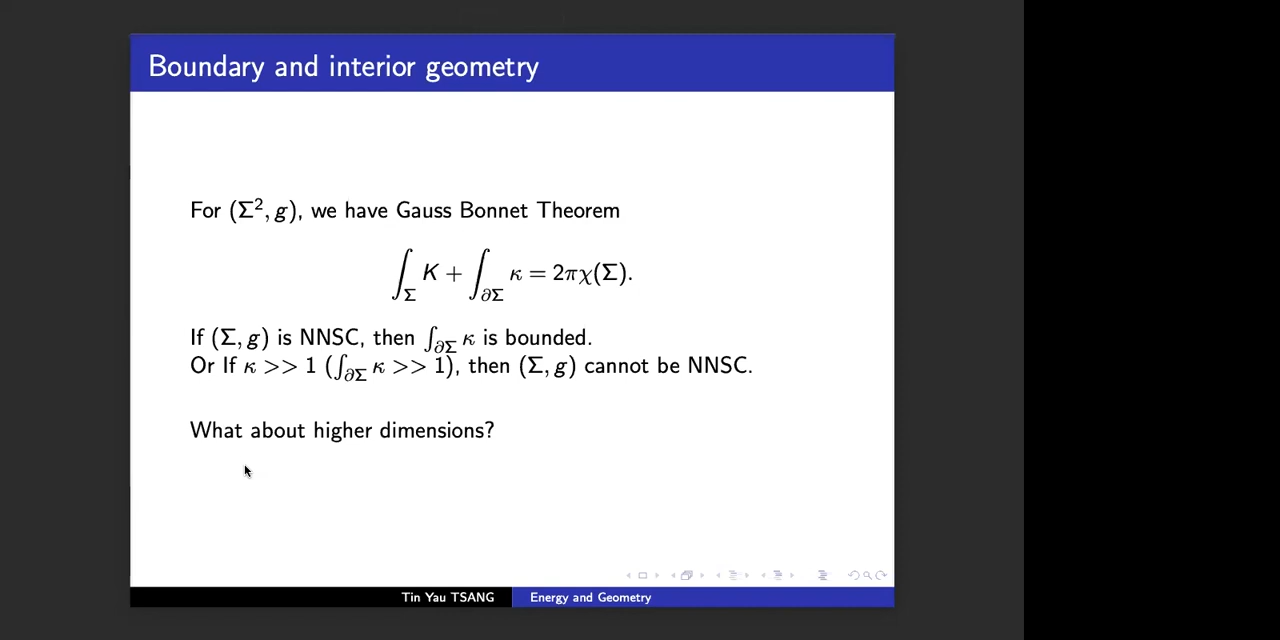 Boundary and interior geometry
For (Σ², g), we have Gauss Bonnet Theorem
∫_Σ K + ∫_∂Σ κ = 2πχ(Σ).
If (Σ, g) is NNSC, then ∫_∂Σ κ is bounded.
Or If κ >> 1 (∫_∂Σ κ >> 1), then (Σ, g) cannot be NNSC.
What about higher dimensions?
Tin Yau TSANG Energy and Geometry